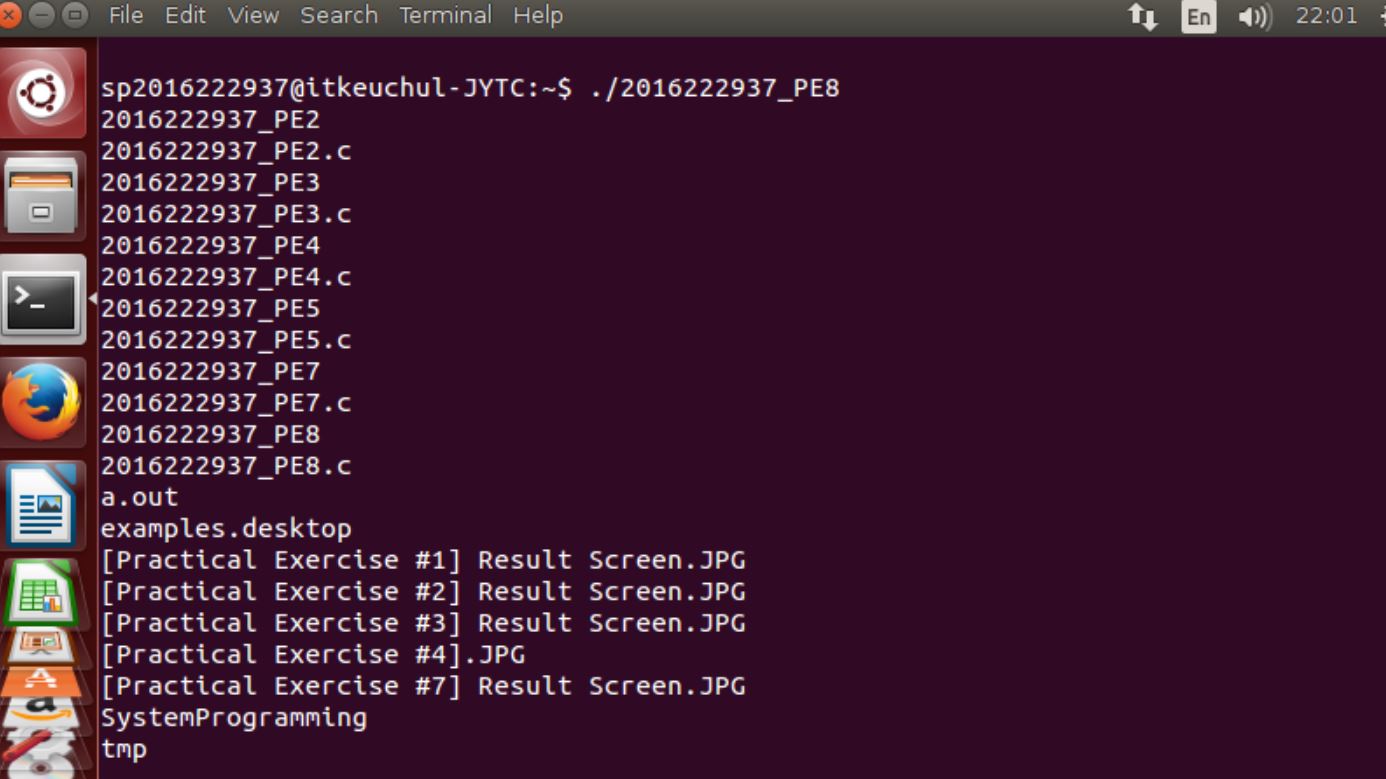 File Edit View Search Terminal Help En 22:01
sp2016222937@itkeuchul-JYTC:~$ ./2016222937_PE8
2016222937_PE2
2016222937_PE2.c
2016222937_PE3
2016222937_PE3.c
2016222937_PE4
2016222937_PE4.c
2016222937_PE5
2016222937_PE5.c
2016222937_PE7
2016222937_PE7.c
2016222937_PE8
2016222937_PE8.c
a.out
examples.desktop
[Practical Exercise #1] Result Screen.JPG
[Practical Exercise #2] Result Screen.JPG
[Practical Exercise #3] Result Screen.JPG
[Practical Exercise #4].JPG
[Practical Exercise #7] Result Screen.JPG
SystemProgramming
tmp